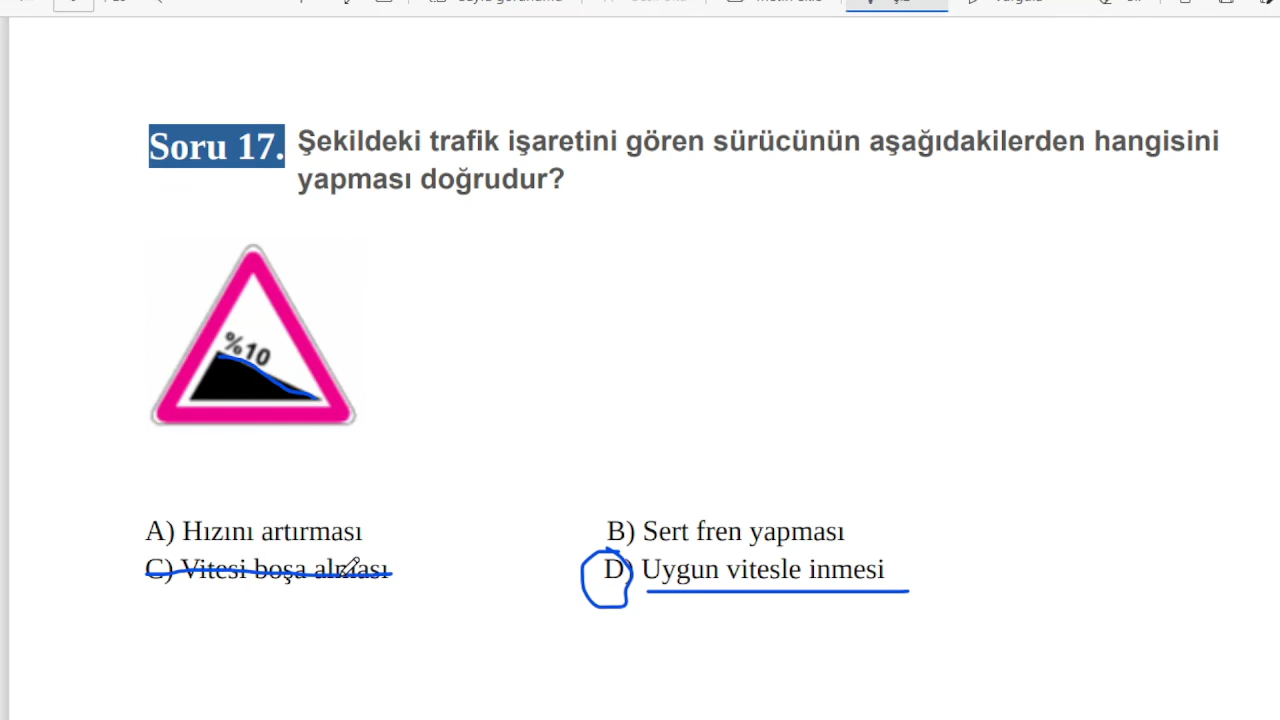 Soru 17. Şekildeki trafik işaretini gören sürücünün aşağıdakilerden hangisini
yapması doğrudur?
%10
A) Hızını artırması
B) Sert fren yapması
C) Vitesi boşa alması
D) Uygun vitesle inmesi